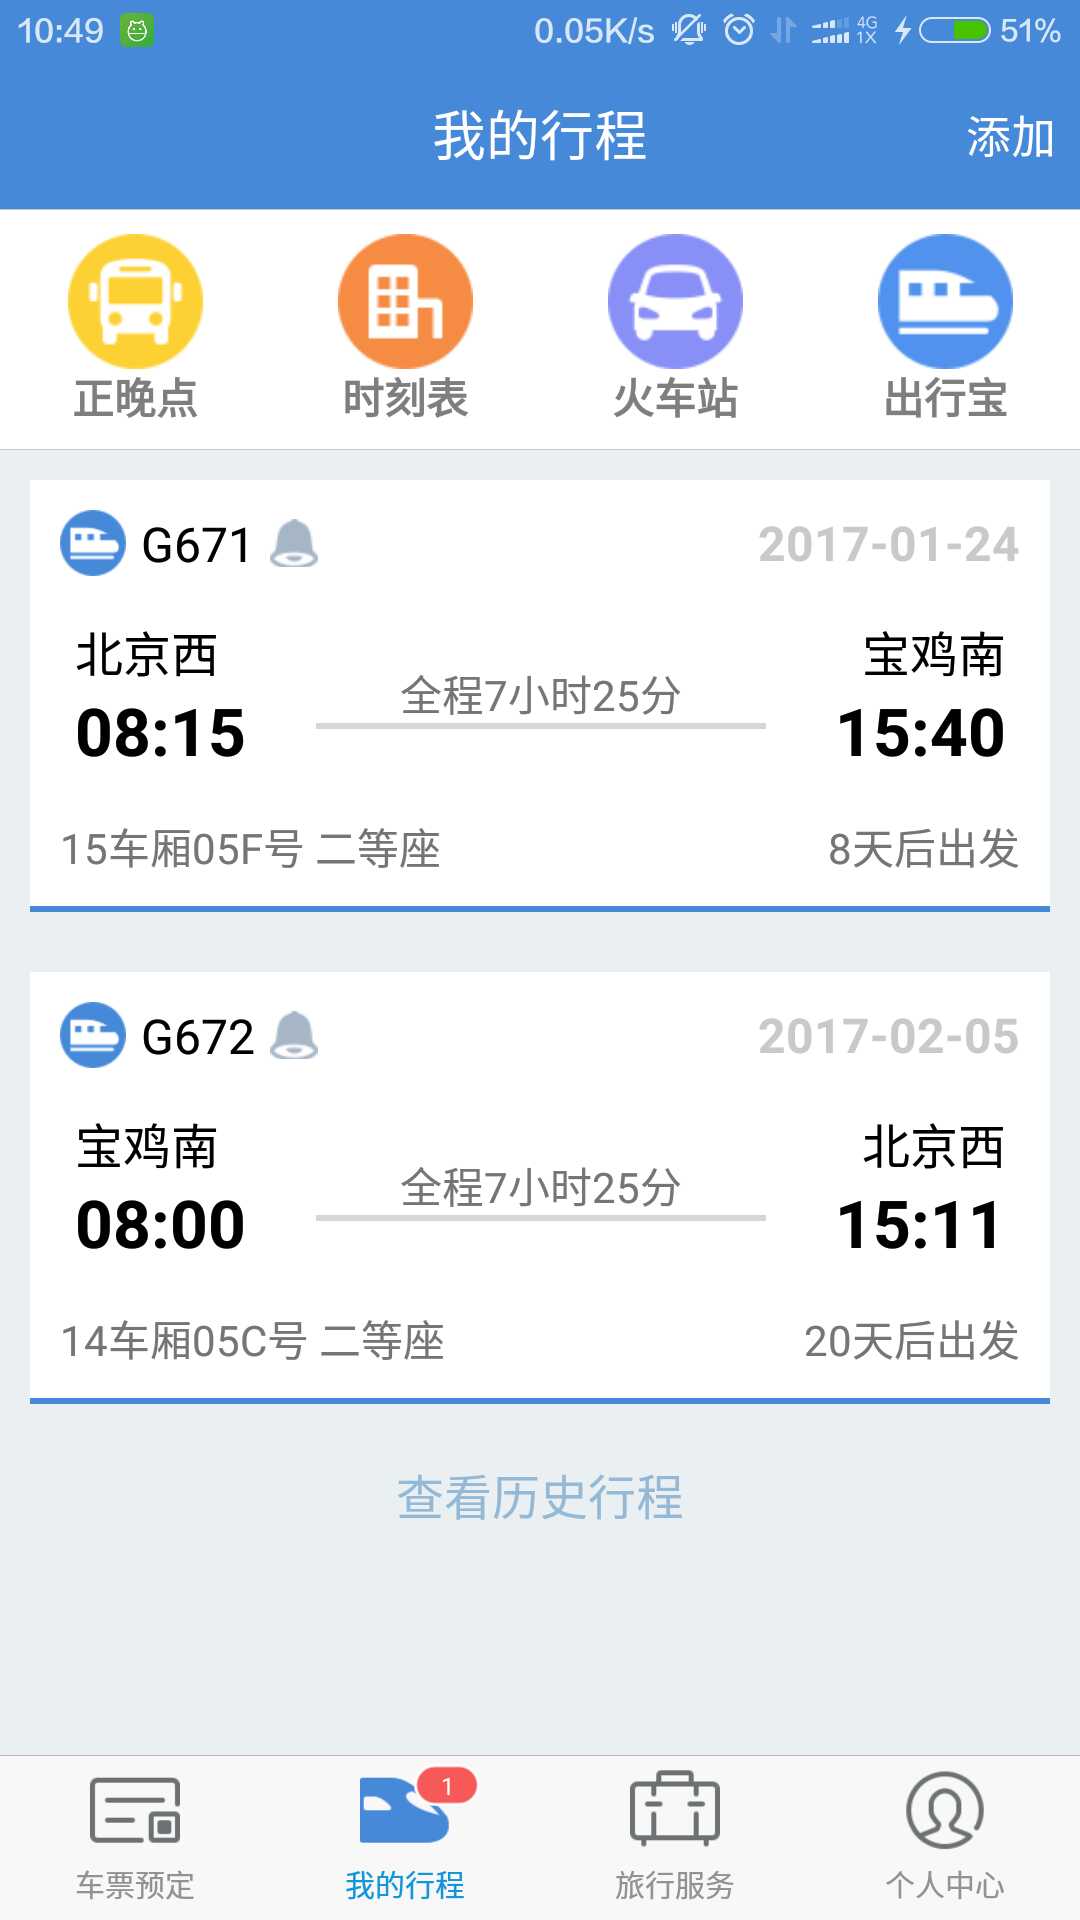 10:49 0.05K/s 4G 1X 51%
我的行程 添加
正晚点 时刻表 火车站 出行宝
G671 2017-01-24
北京西 宝鸡南
全程7小时25分
08:15 15:40
15车厢05F号 二等座 8天后出发
G672 2017-02-05
宝鸡南 北京西
全程7小时25分
08:00 15:11
14车厢05C号 二等座 20天后出发
查看历史行程
1
车票预定 我的行程 旅行服务 个人中心